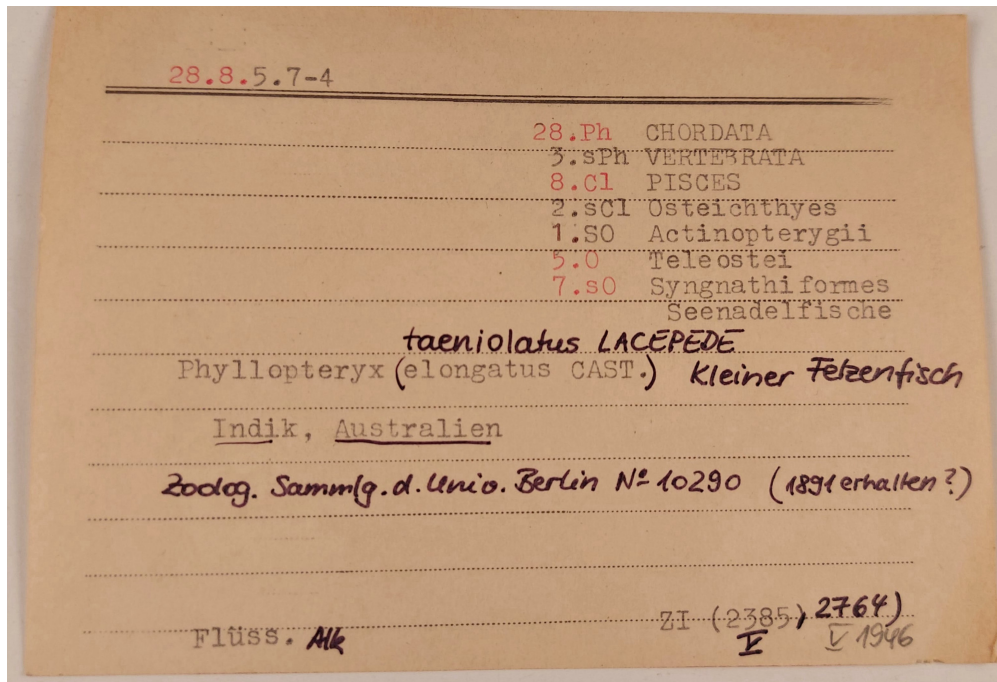 28.8.5.7-4
28.Ph CHORDATA
3.sPh VERTEBRATA
8.Cl PISCES
2.sCl Osteichthyes
1.SO Actinopterygii
5.O Teleostei
7.sO Syngnathiformes
Seenadelfische
taeniolatus LACEPEDE
Phyllopteryx (elongatus CAST.) Kleiner Fetzenfisch
Indik, Australien
Zoolog. Sammlg. d. Univ. Berlin No 10290 (1891 erhalten?)
Flüss. Alk ZI (2385, 2764)
V V 1946